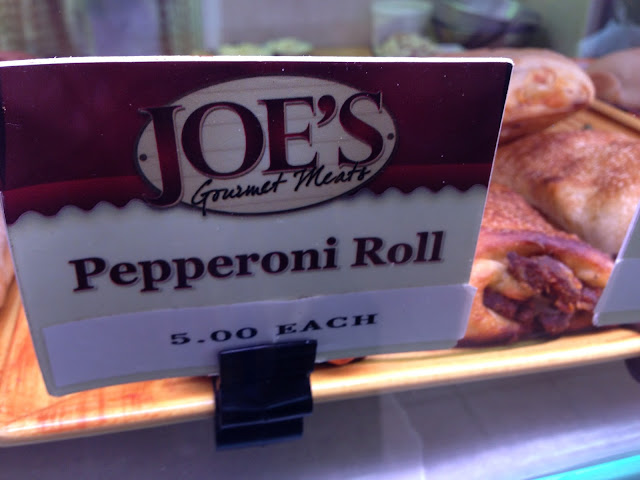 JOE'S
Gourmet Meats
Pepperoni Roll
5.00 EACH